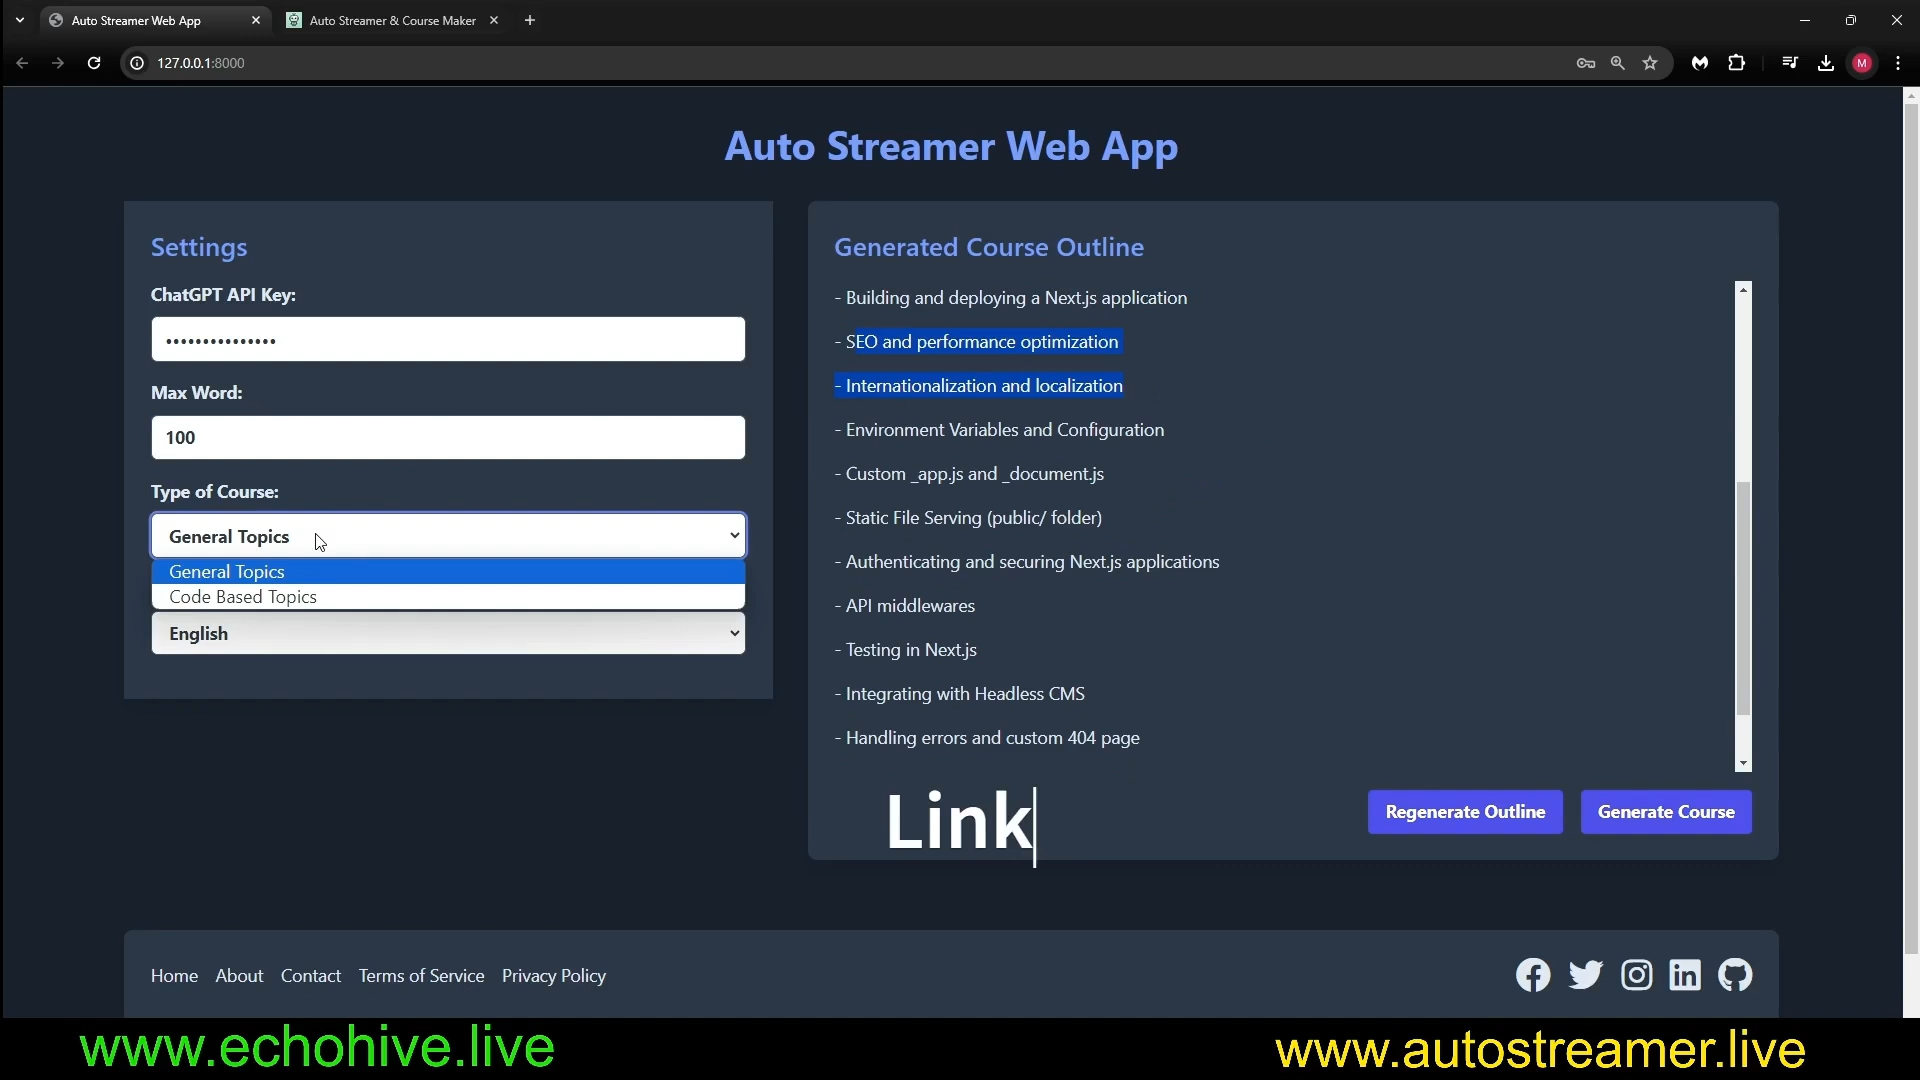 Auto Streamer Web App
Auto Streamer & Course Maker
127.0.0.1:8000
M
Auto Streamer Web App
Settings
ChatGPT API Key:
•••••••••••••••
Max Word:
100
Type of Course:
General Topics
General Topics
Code Based Topics
English
Generated Course Outline
- Building and deploying a Next.js application
- SEO and performance optimization
- Internationalization and localization
- Environment Variables and Configuration
- Custom _app.js and _document.js
- Static File Serving (public/ folder)
- Authenticating and securing Next.js applications
- API middlewares
- Testing in Next.js
- Integrating with Headless CMS
- Handling errors and custom 404 page
Link
Regenerate Outline
Generate Course
Home About Contact Terms of Service Privacy Policy
www.echohive.live
www.autostreamer.live